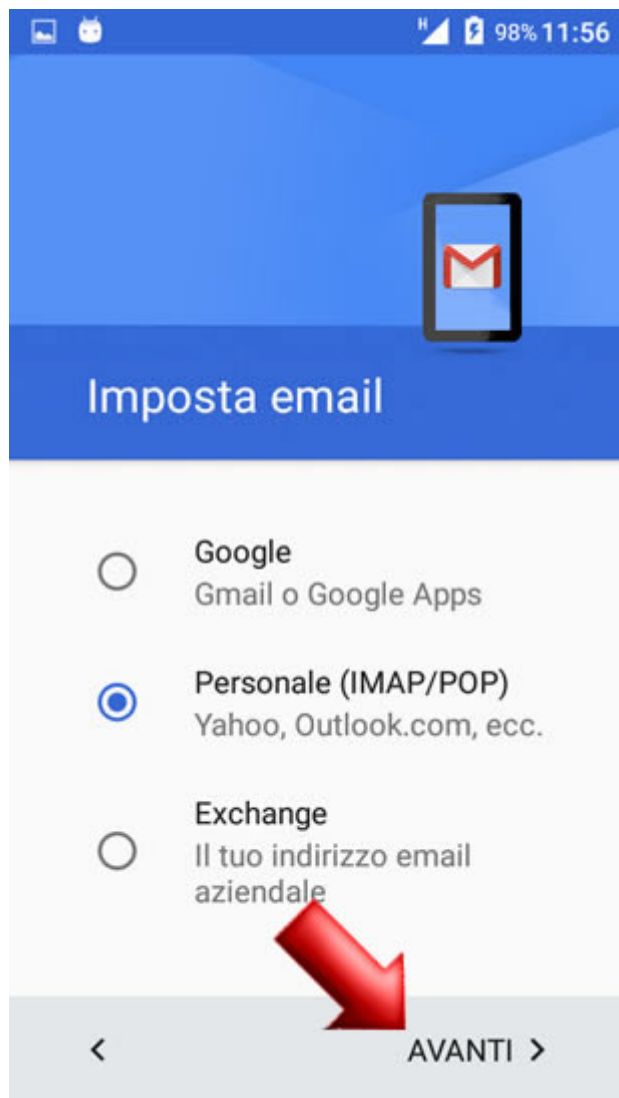 H 98% 11:56
Imposta email
Google
Gmail o Google Apps
Personale (IMAP/POP)
Yahoo, Outlook.com, ecc.
Exchange
Il tuo indirizzo email
aziendale
< AVANTI >